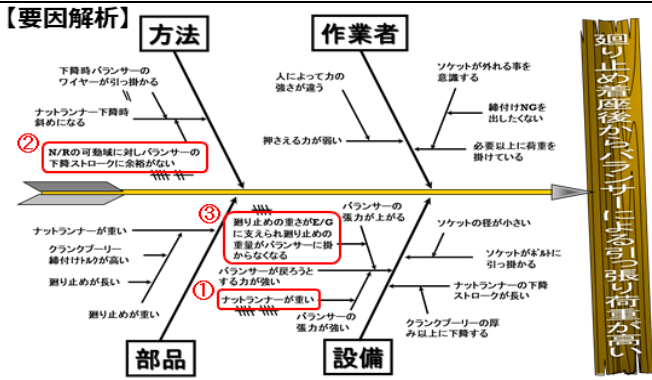 【要因解析】
方法
作業者
下降時バランサーの
ワイヤーが引っ掛かる
ナットランナー下降時
斜めになる
②
N/Rの可動域に対しバランサーの
下降ストロークに余裕がない
人によって力の
強さが違う
押さえる力が弱い
ソケットが外れる事を
意識する
締付けNGを
出したくない
必要以上に荷重を
掛けている
廻り止め着座後からバランサーによる引っ張り荷重が高い
ナットランナーが重い
クランクプーリー
締付けトルクが高い
廻り止めが長い
廻り止めが重い
③
廻り止めの重さがE/G
に支えられ廻り止めの
重量がバランサーに掛
からなくなる
バランサーの
張力が上がる
バランサーが戻ろうと
する力が強い
①
ナットランナーが重い
バランサーの
張力が強い
ソケットの径が小さい
ソケットがボルトに
引っ掛かる
ナットランナーの下降
ストロークが長い
クランクプーリーの厚
み以上に下降する
部品
設備